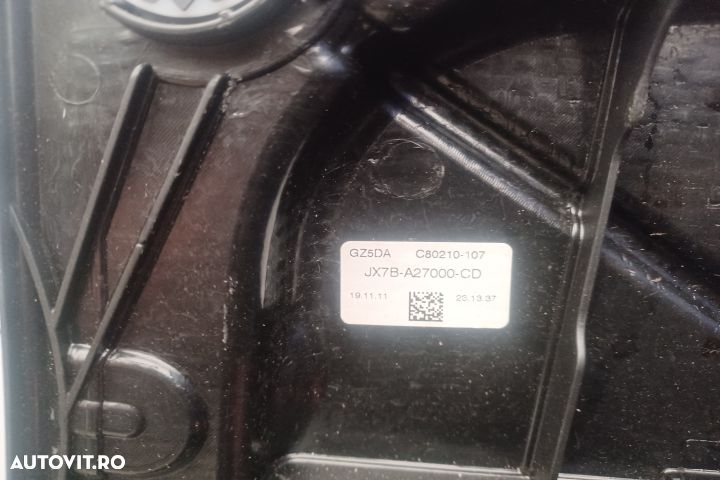 GZ5DA C80210-107
JX7B-A27000-CD
19.11.11 23.13.37
AUTOVIT.RO